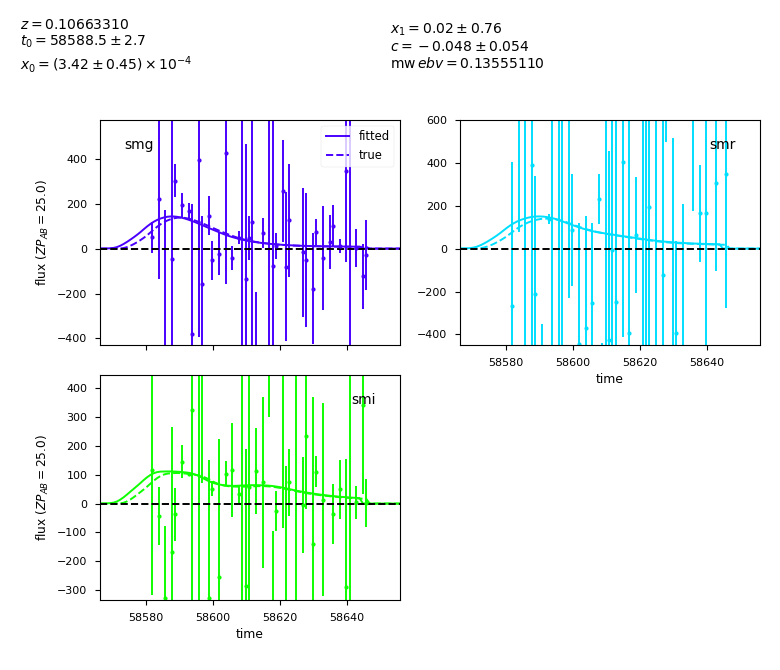 z = 0.10663310
t₀ = 58588.5 ± 2.7
x₀ = (3.42 ± 0.45) × 10⁻⁴
x₁ = 0.02 ± 0.76
c = −0.048 ± 0.054
mw ebv = 0.13555110
smg
fitted
true
400
200
0
−200
−400
flux (ZP_AB = 25.0)
smr
600
400
200
0
−200
−400
58580 58600 58620 58640
time
smi
400
300
200
100
0
−100
−200
−300
flux (ZP_AB = 25.0)
58580 58600 58620 58640
time